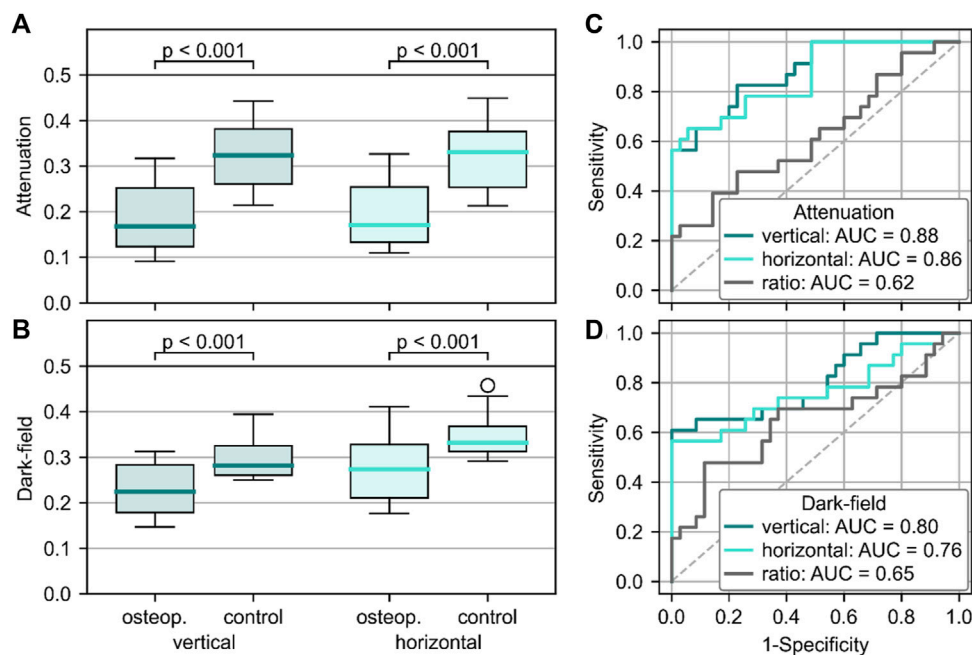 A
p < 0.001
p < 0.001
Attenuation
0.5
0.4
0.3
0.2
0.1
0.0
B
p < 0.001
p < 0.001
Dark-field
0.5
0.4
0.3
0.2
0.1
0.0
osteop.
control
osteop.
control
vertical
horizontal
C
Sensitivity
1.0
0.8
0.6
0.4
0.2
0.0
Attenuation
vertical: AUC = 0.88
horizontal: AUC = 0.86
ratio: AUC = 0.62
D
Sensitivity
1.0
0.8
0.6
0.4
0.2
0.0
Dark-field
vertical: AUC = 0.80
horizontal: AUC = 0.76
ratio: AUC = 0.65
0.0
0.2
0.4
0.6
0.8
1.0
1-Specificity